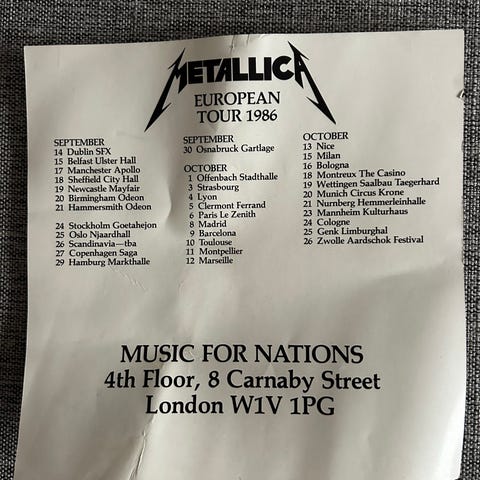 METALLICA
EUROPEAN
TOUR 1986
SEPTEMBER
14 Dublin SFX
15 Belfast Ulster Hall
17 Manchester Apollo
18 Sheffield City Hall
19 Newcastle Mayfair
20 Birmingham Odeon
21 Hammersmith Odeon
24 Stockholm Goetahejon
25 Oslo Njaardhall
26 Scandinavia—tba
27 Copenhagen Saga
29 Hamburg Markthalle
SEPTEMBER
30 Osnabruck Gartlage
OCTOBER
1 Offenbach Stadthalle
3 Strasbourg
4 Lyon
5 Clermont Ferrand
6 Paris Le Zenith
8 Madrid
9 Barcelona
10 Toulouse
11 Montpellier
12 Marseille
OCTOBER
13 Nice
15 Milan
16 Bologna
18 Montreux The Casino
19 Wettingen Saalbau Taegerhard
20 Munich Circus Krone
21 Nurnberg Hemmerleinhalle
23 Mannheim Kulturhaus
24 Cologne
25 Genk Limburghal
26 Zwolle Aardschok Festival
MUSIC FOR NATIONS
4th Floor, 8 Carnaby Street
London W1V 1PG